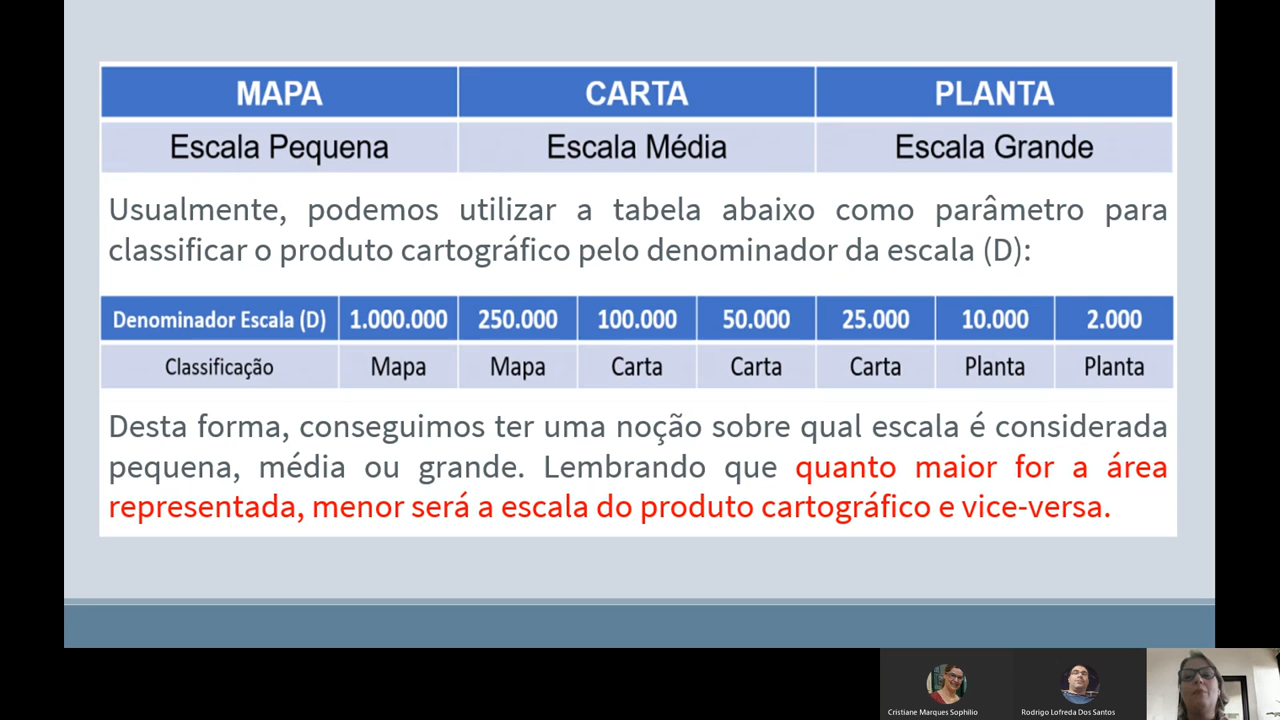 MAPA CARTA PLANTA
Escala Pequena Escala Média Escala Grande
Usualmente, podemos utilizar a tabela abaixo como parâmetro para
classificar o produto cartográfico pelo denominador da escala (D):
Denominador Escala (D) 1.000.000 250.000 100.000 50.000 25.000 10.000 2.000
Classificação Mapa Mapa Carta Carta Carta Planta Planta
Desta forma, conseguimos ter uma noção sobre qual escala é considerada
pequena, média ou grande. Lembrando que quanto maior for a área
representada, menor será a escala do produto cartográfico e vice-versa.
Cristiane Marques Sophilio Rodrigo Lofreda Dos Santos